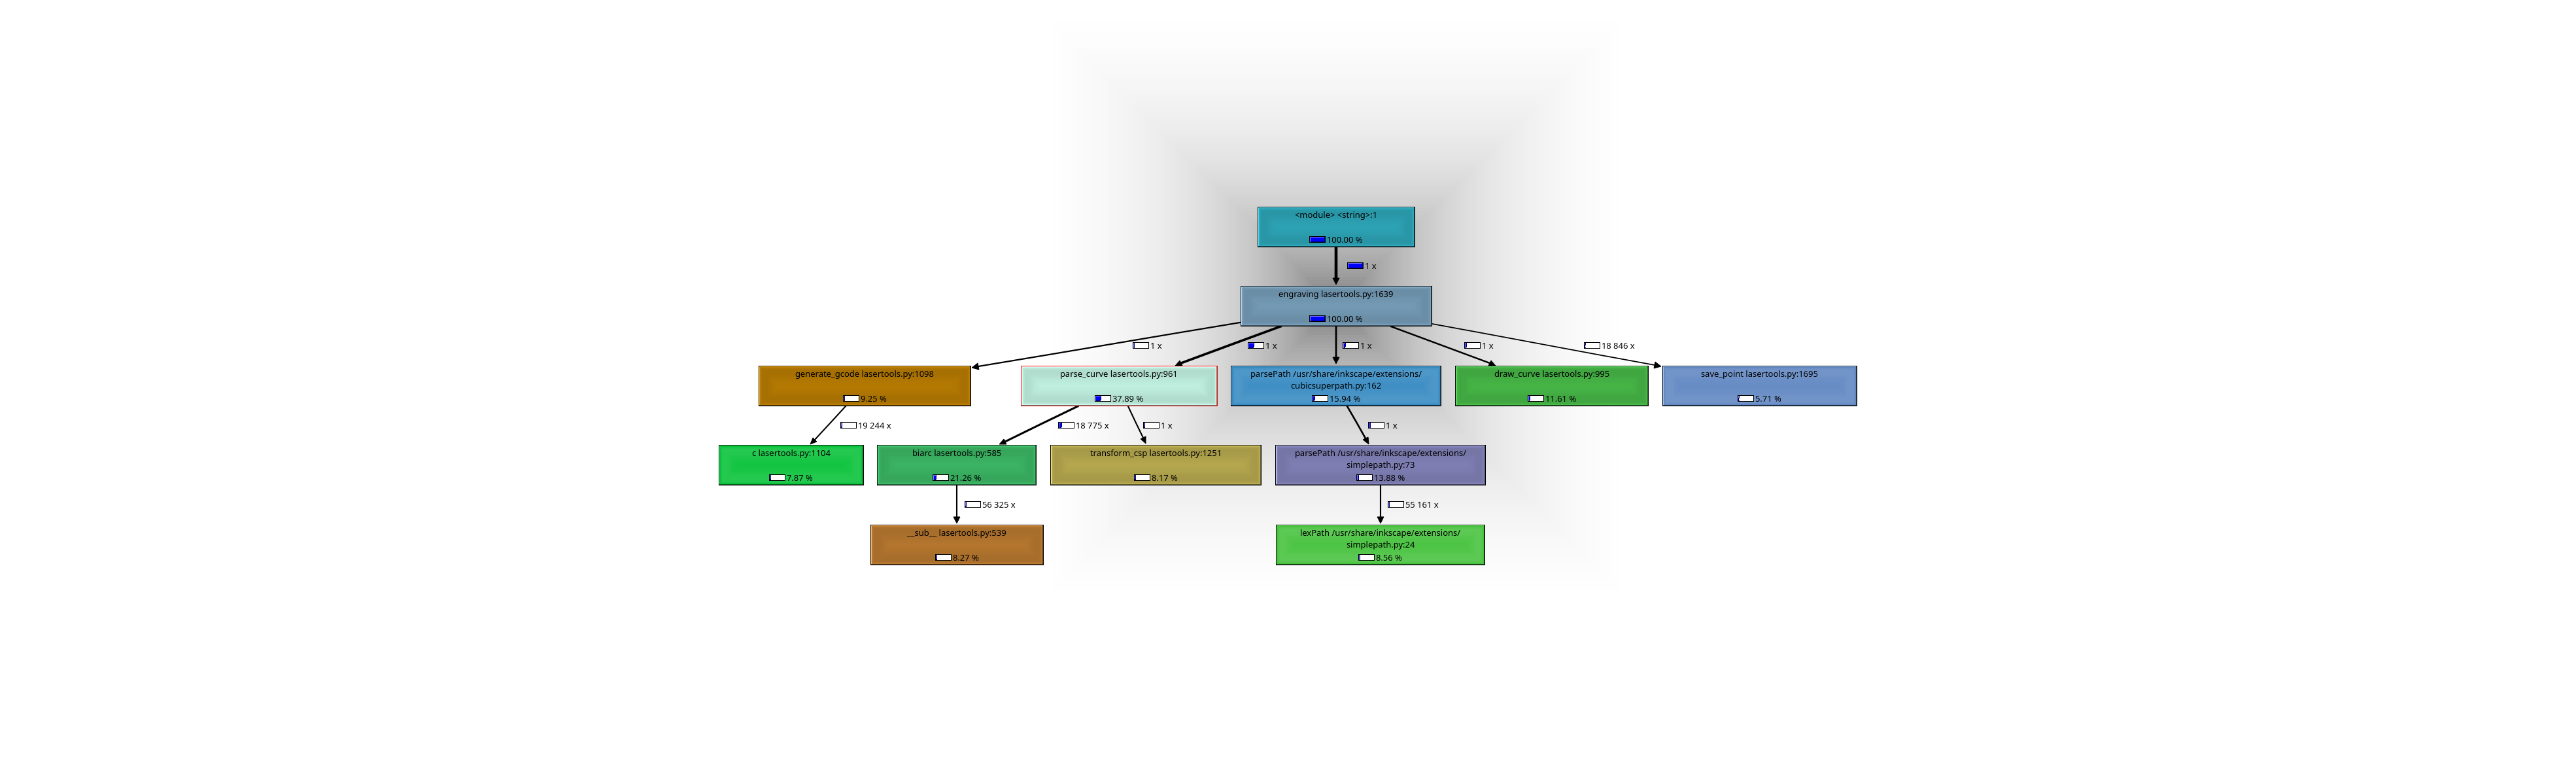 <module> <string>:1
100.00 %
1 x
engraving lasertools.py:1639
100.00 %
1 x
1 x
1 x
1 x
18 846 x
generate_gcode lasertools.py:1098
9.25 %
parse_curve lasertools.py:961
37.89 %
parsePath /usr/share/inkscape/extensions/
cubicsuperpath.py:162
15.94 %
draw_curve lasertools.py:995
11.61 %
save_point lasertools.py:1695
5.71 %
19 244 x
18 775 x
1 x
1 x
c lasertools.py:1104
7.87 %
biarc lasertools.py:585
21.26 %
transform_csp lasertools.py:1251
8.17 %
parsePath /usr/share/inkscape/extensions/
simplepath.py:73
13.88 %
56 325 x
55 161 x
__sub__ lasertools.py:539
8.27 %
lexPath /usr/share/inkscape/extensions/
simplepath.py:24
8.56 %